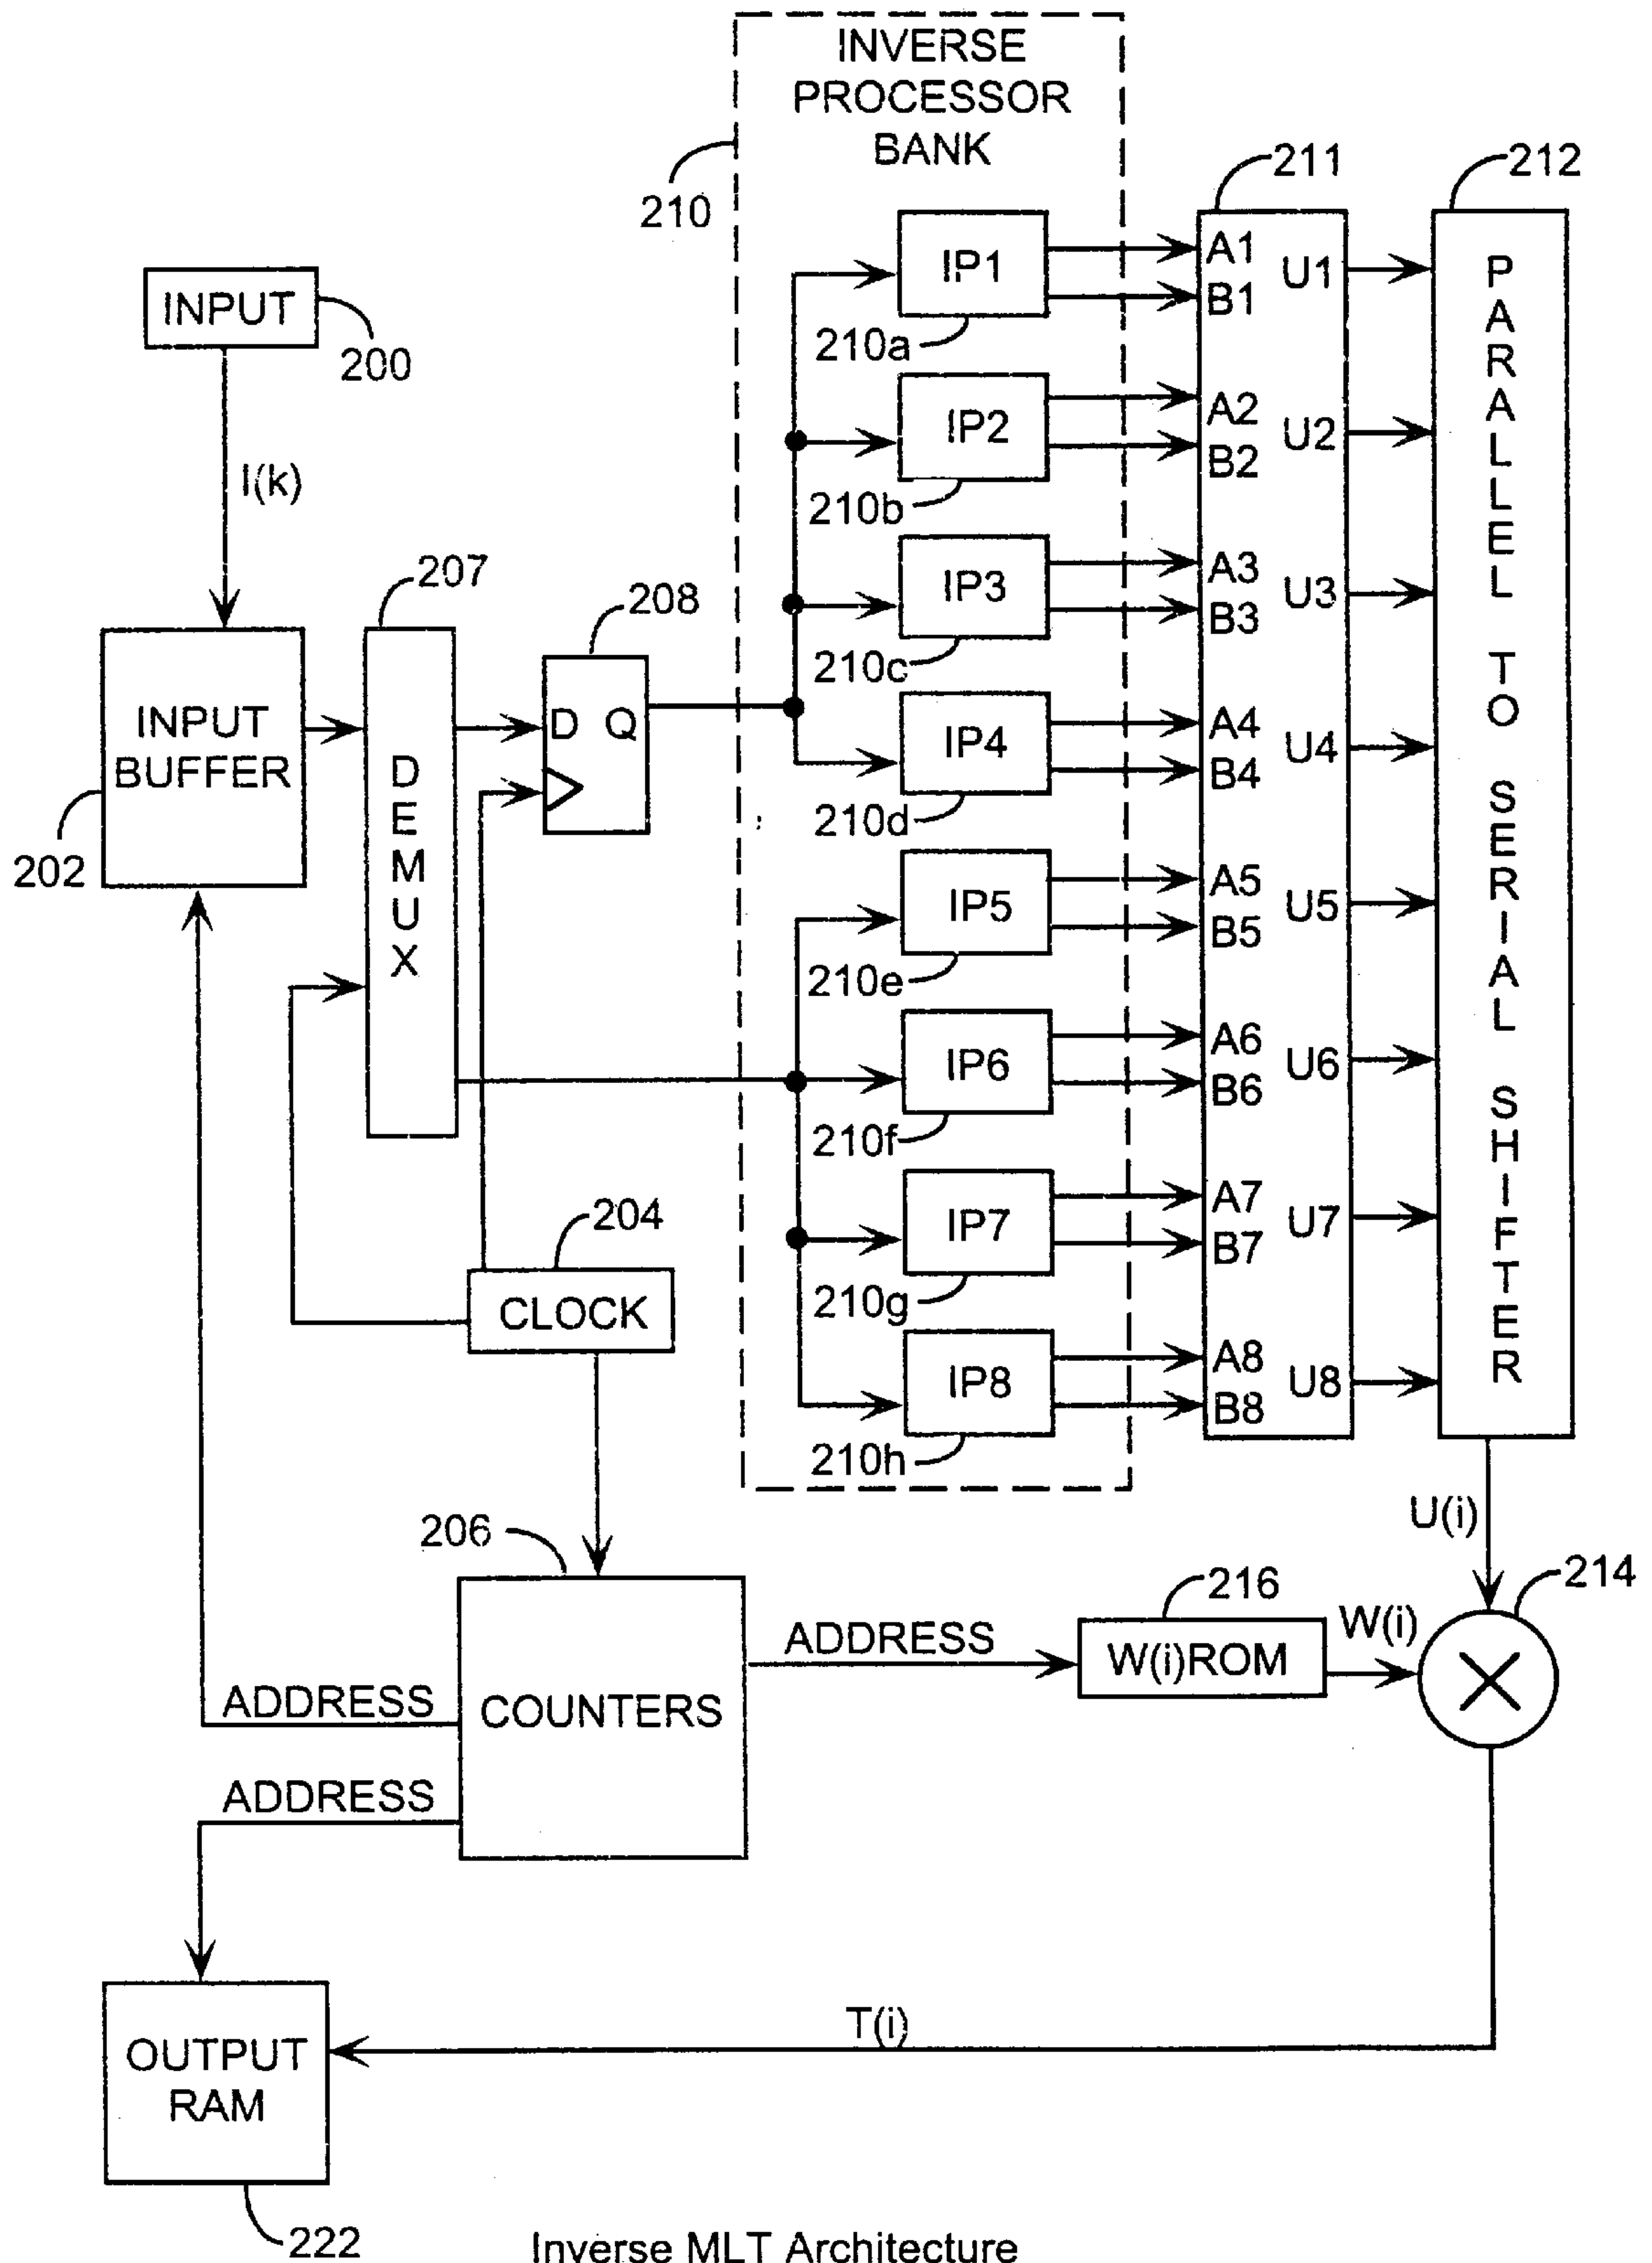 INVERSE
PROCESSOR
BANK
210
211
212
INPUT
200
I(k)
INPUT
BUFFER
202
207
DEMUX
208
D Q
IP1
210a
IP2
210b
IP3
210c
IP4
210d
IP5
210e
IP6
210f
IP7
210g
IP8
210h
A1
B1
U1
A2
B2
U2
A3
B3
U3
A4
B4
U4
A5
B5
U5
A6
B6
U6
A7
B7
U7
A8
B8
U8
PARALLEL TO SERIAL SHIFTER
204
CLOCK
206
COUNTERS
ADDRESS
ADDRESS
ADDRESS
216
W(i)ROM
W(i)
U(i)
214
T(i)
OUTPUT
RAM
222
Inverse MLT Architecture